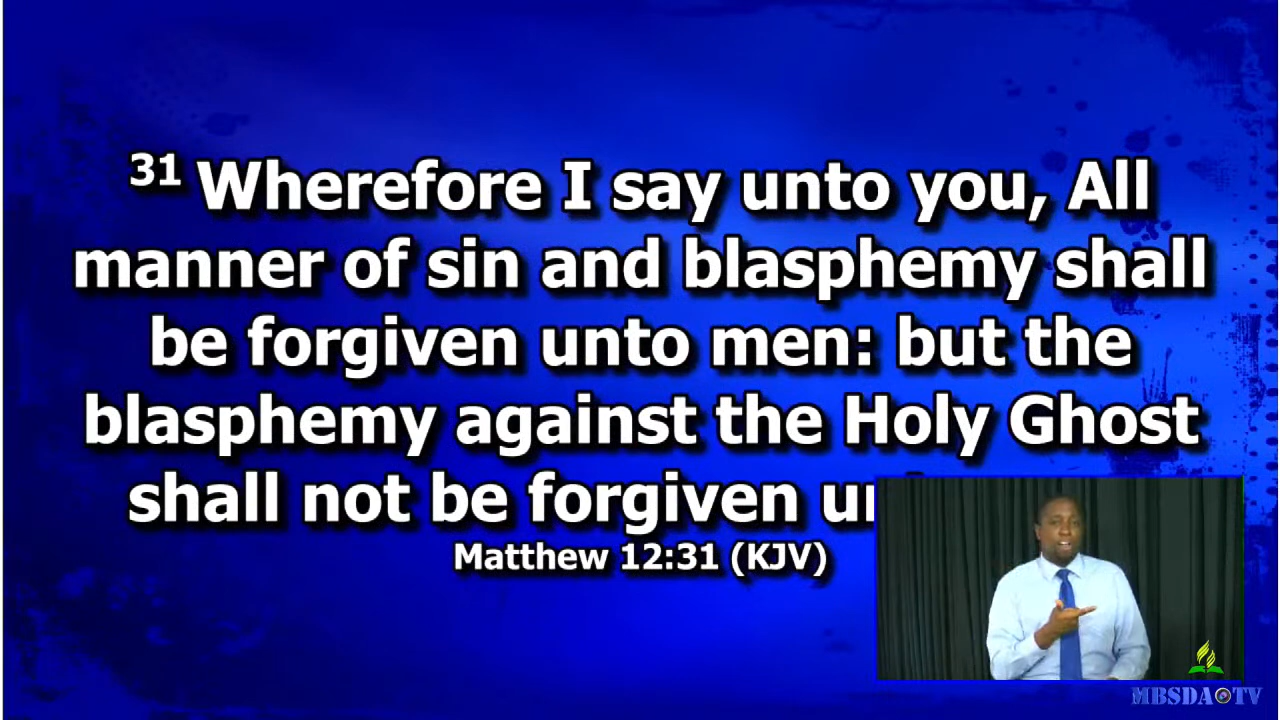 31 Wherefore I say unto you, All
manner of sin and blasphemy shall
be forgiven unto men: but the
blasphemy against the Holy Ghost
shall not be forgiven
Matthew 12:31 (KJV)
MBSDA TV